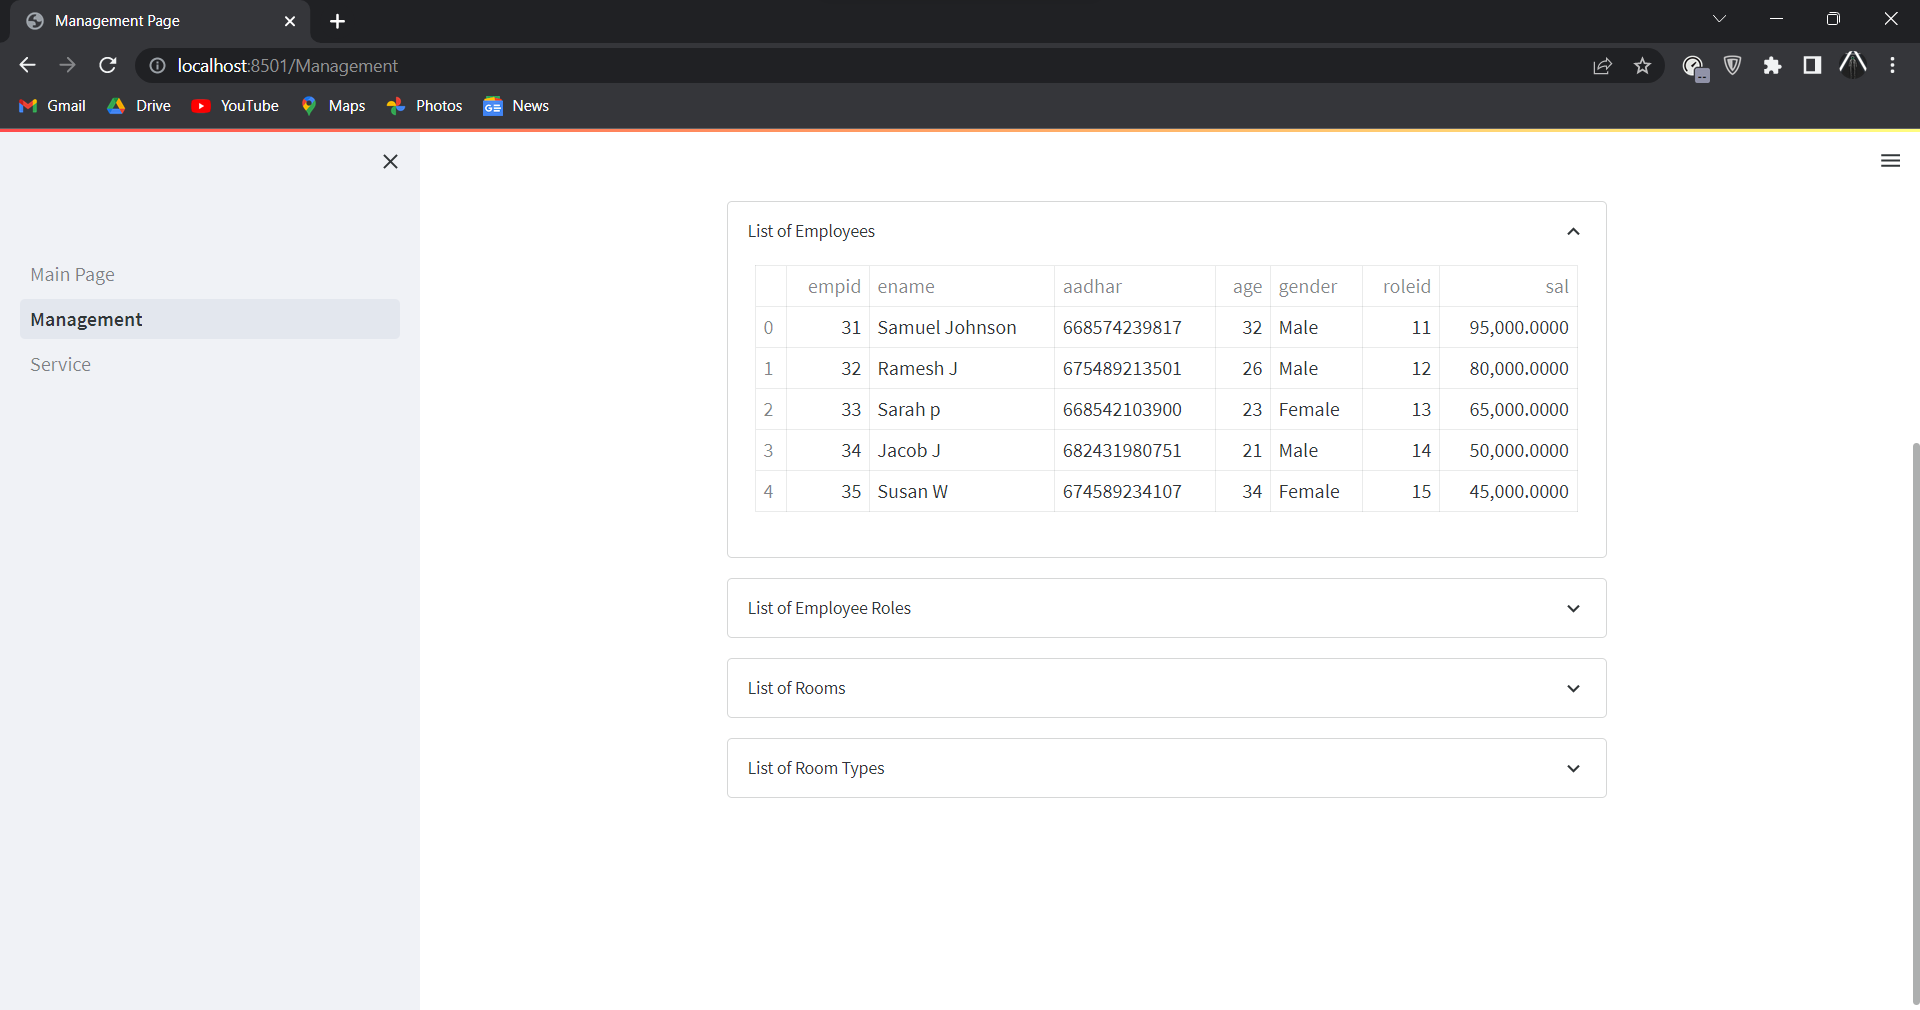 Management Page
localhost:8501/Management
Gmail Drive YouTube Maps Photos News
Main Page
Management
Service
List of Employees
empid ename aadhar age gender roleid sal
0 31 Samuel Johnson 668574239817 32 Male 11 95,000.0000
1 32 Ramesh J 675489213501 26 Male 12 80,000.0000
2 33 Sarah p 668542103900 23 Female 13 65,000.0000
3 34 Jacob J 682431980751 21 Male 14 50,000.0000
4 35 Susan W 674589234107 34 Female 15 45,000.0000
List of Employee Roles
List of Rooms
List of Room Types